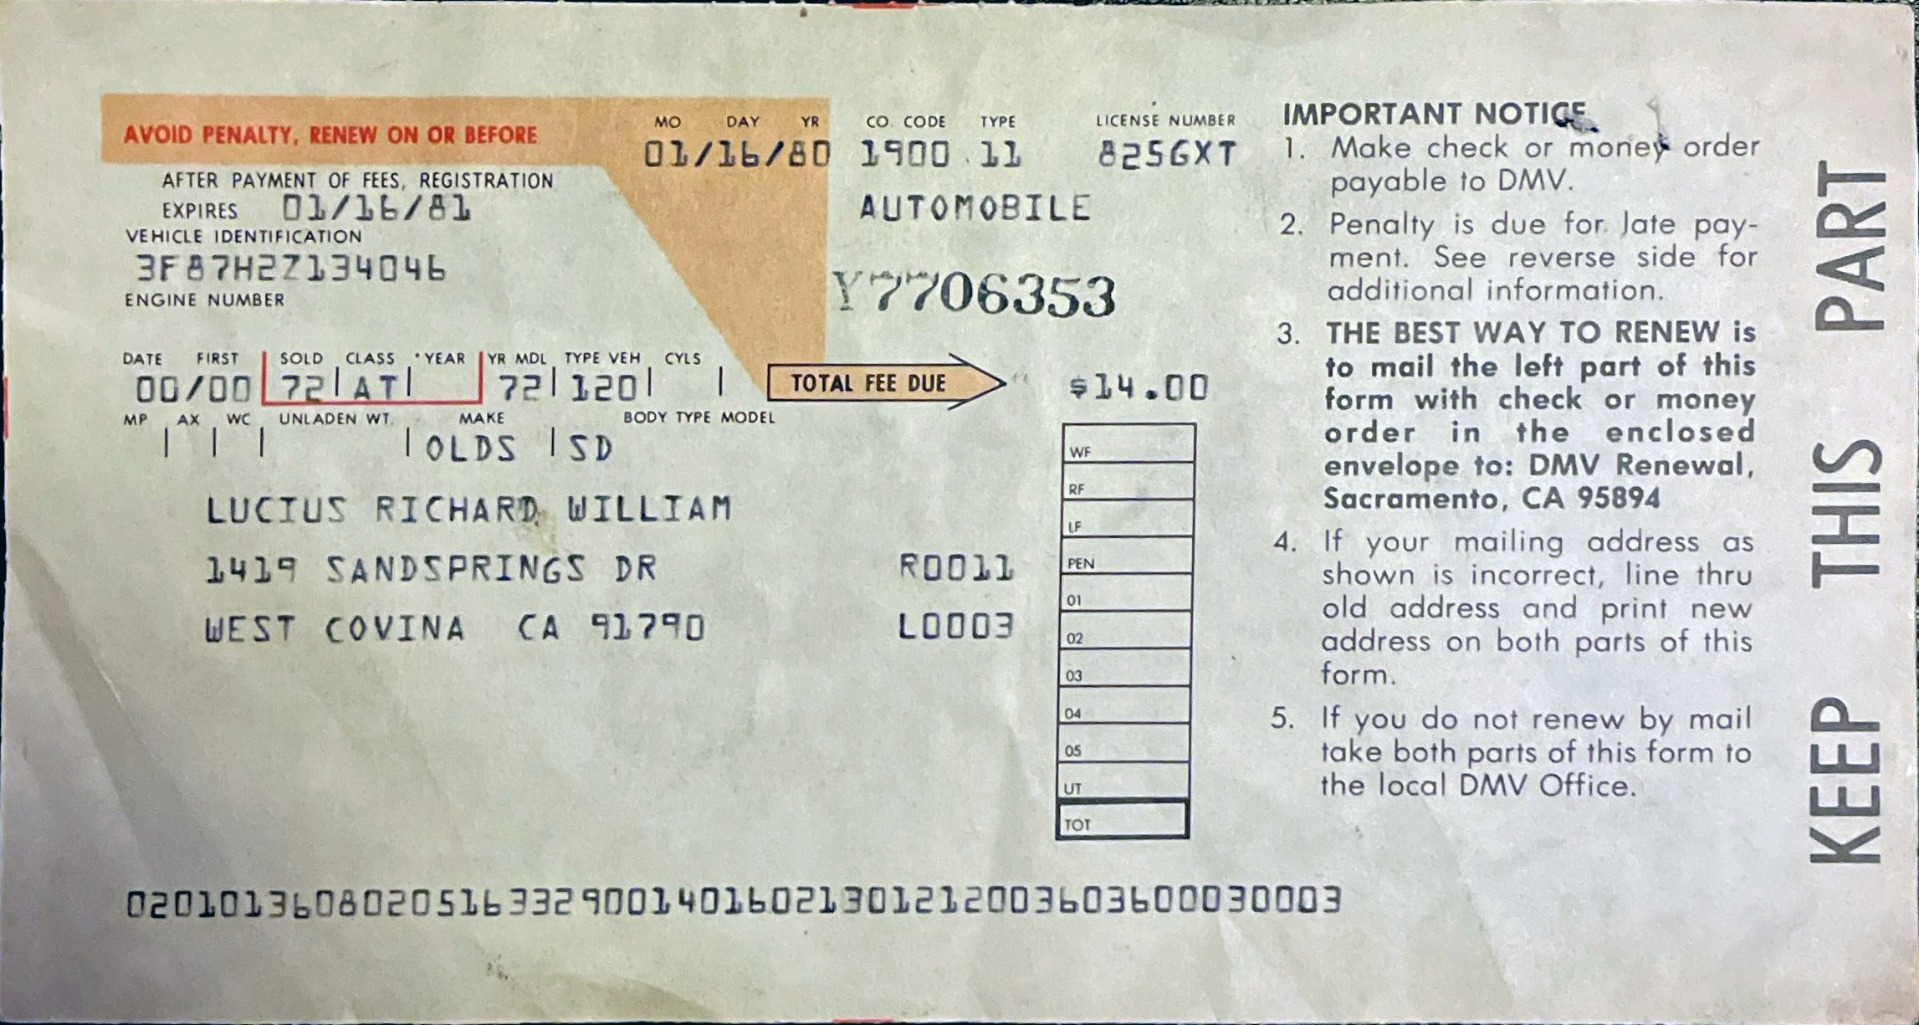 AVOID PENALTY, RENEW ON OR BEFORE
MO DAY YR
01/16/80
CO. CODE TYPE
1900 11
LICENSE NUMBER
825GXT
AFTER PAYMENT OF FEES, REGISTRATION
EXPIRES 01/16/81
AUTOMOBILE
VEHICLE IDENTIFICATION
3F87H2Z134046
ENGINE NUMBER
Y7706353
DATE FIRST SOLD CLASS YEAR YR MDL TYPE VEH CYLS
00/00 72 AT 72 120
TOTAL FEE DUE $14.00
MP AX WC UNLADEN WT. MAKE BODY TYPE MODEL
OLDS SD
LUCIUS RICHARD WILLIAM
1419 SANDSPRINGS DR R0011
WEST COVINA CA 91790 L0003
WF
RF
LF
PEN
01
02
03
04
05
UT
TOT
0201013608020516332900140160213012120036036000030003
IMPORTANT NOTICE
1. Make check or money order
payable to DMV.
2. Penalty is due for late pay-
ment. See reverse side for
additional information.
3. THE BEST WAY TO RENEW is
to mail the left part of this
form with check or money
order in the enclosed
envelope to: DMV Renewal,
Sacramento, CA 95894
4. If your mailing address as
shown is incorrect, line thru
old address and print new
address on both parts of this
form.
5. If you do not renew by mail
take both parts of this form to
the local DMV Office.
KEEP THIS PART